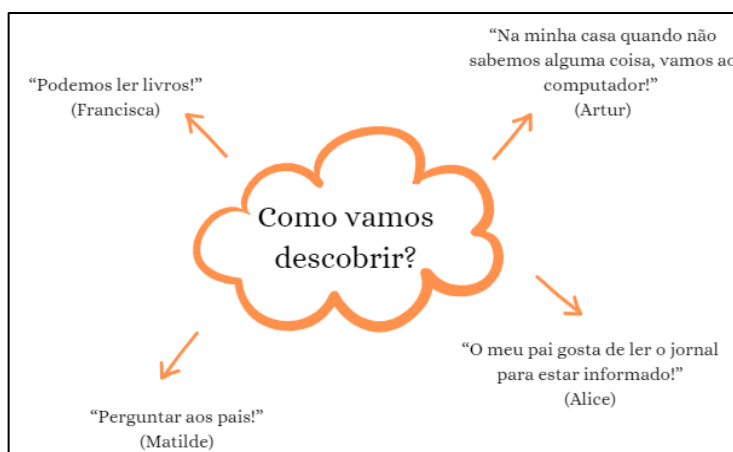 “Podemos ler livros!”
(Francisca)
“Na minha casa quando não
sabemos alguma coisa, vamos ao
computador!”
(Artur)
Como vamos
descobrir?
“Perguntar aos pais!”
(Matilde)
“O meu pai gosta de ler o jornal
para estar informado!”
(Alice)